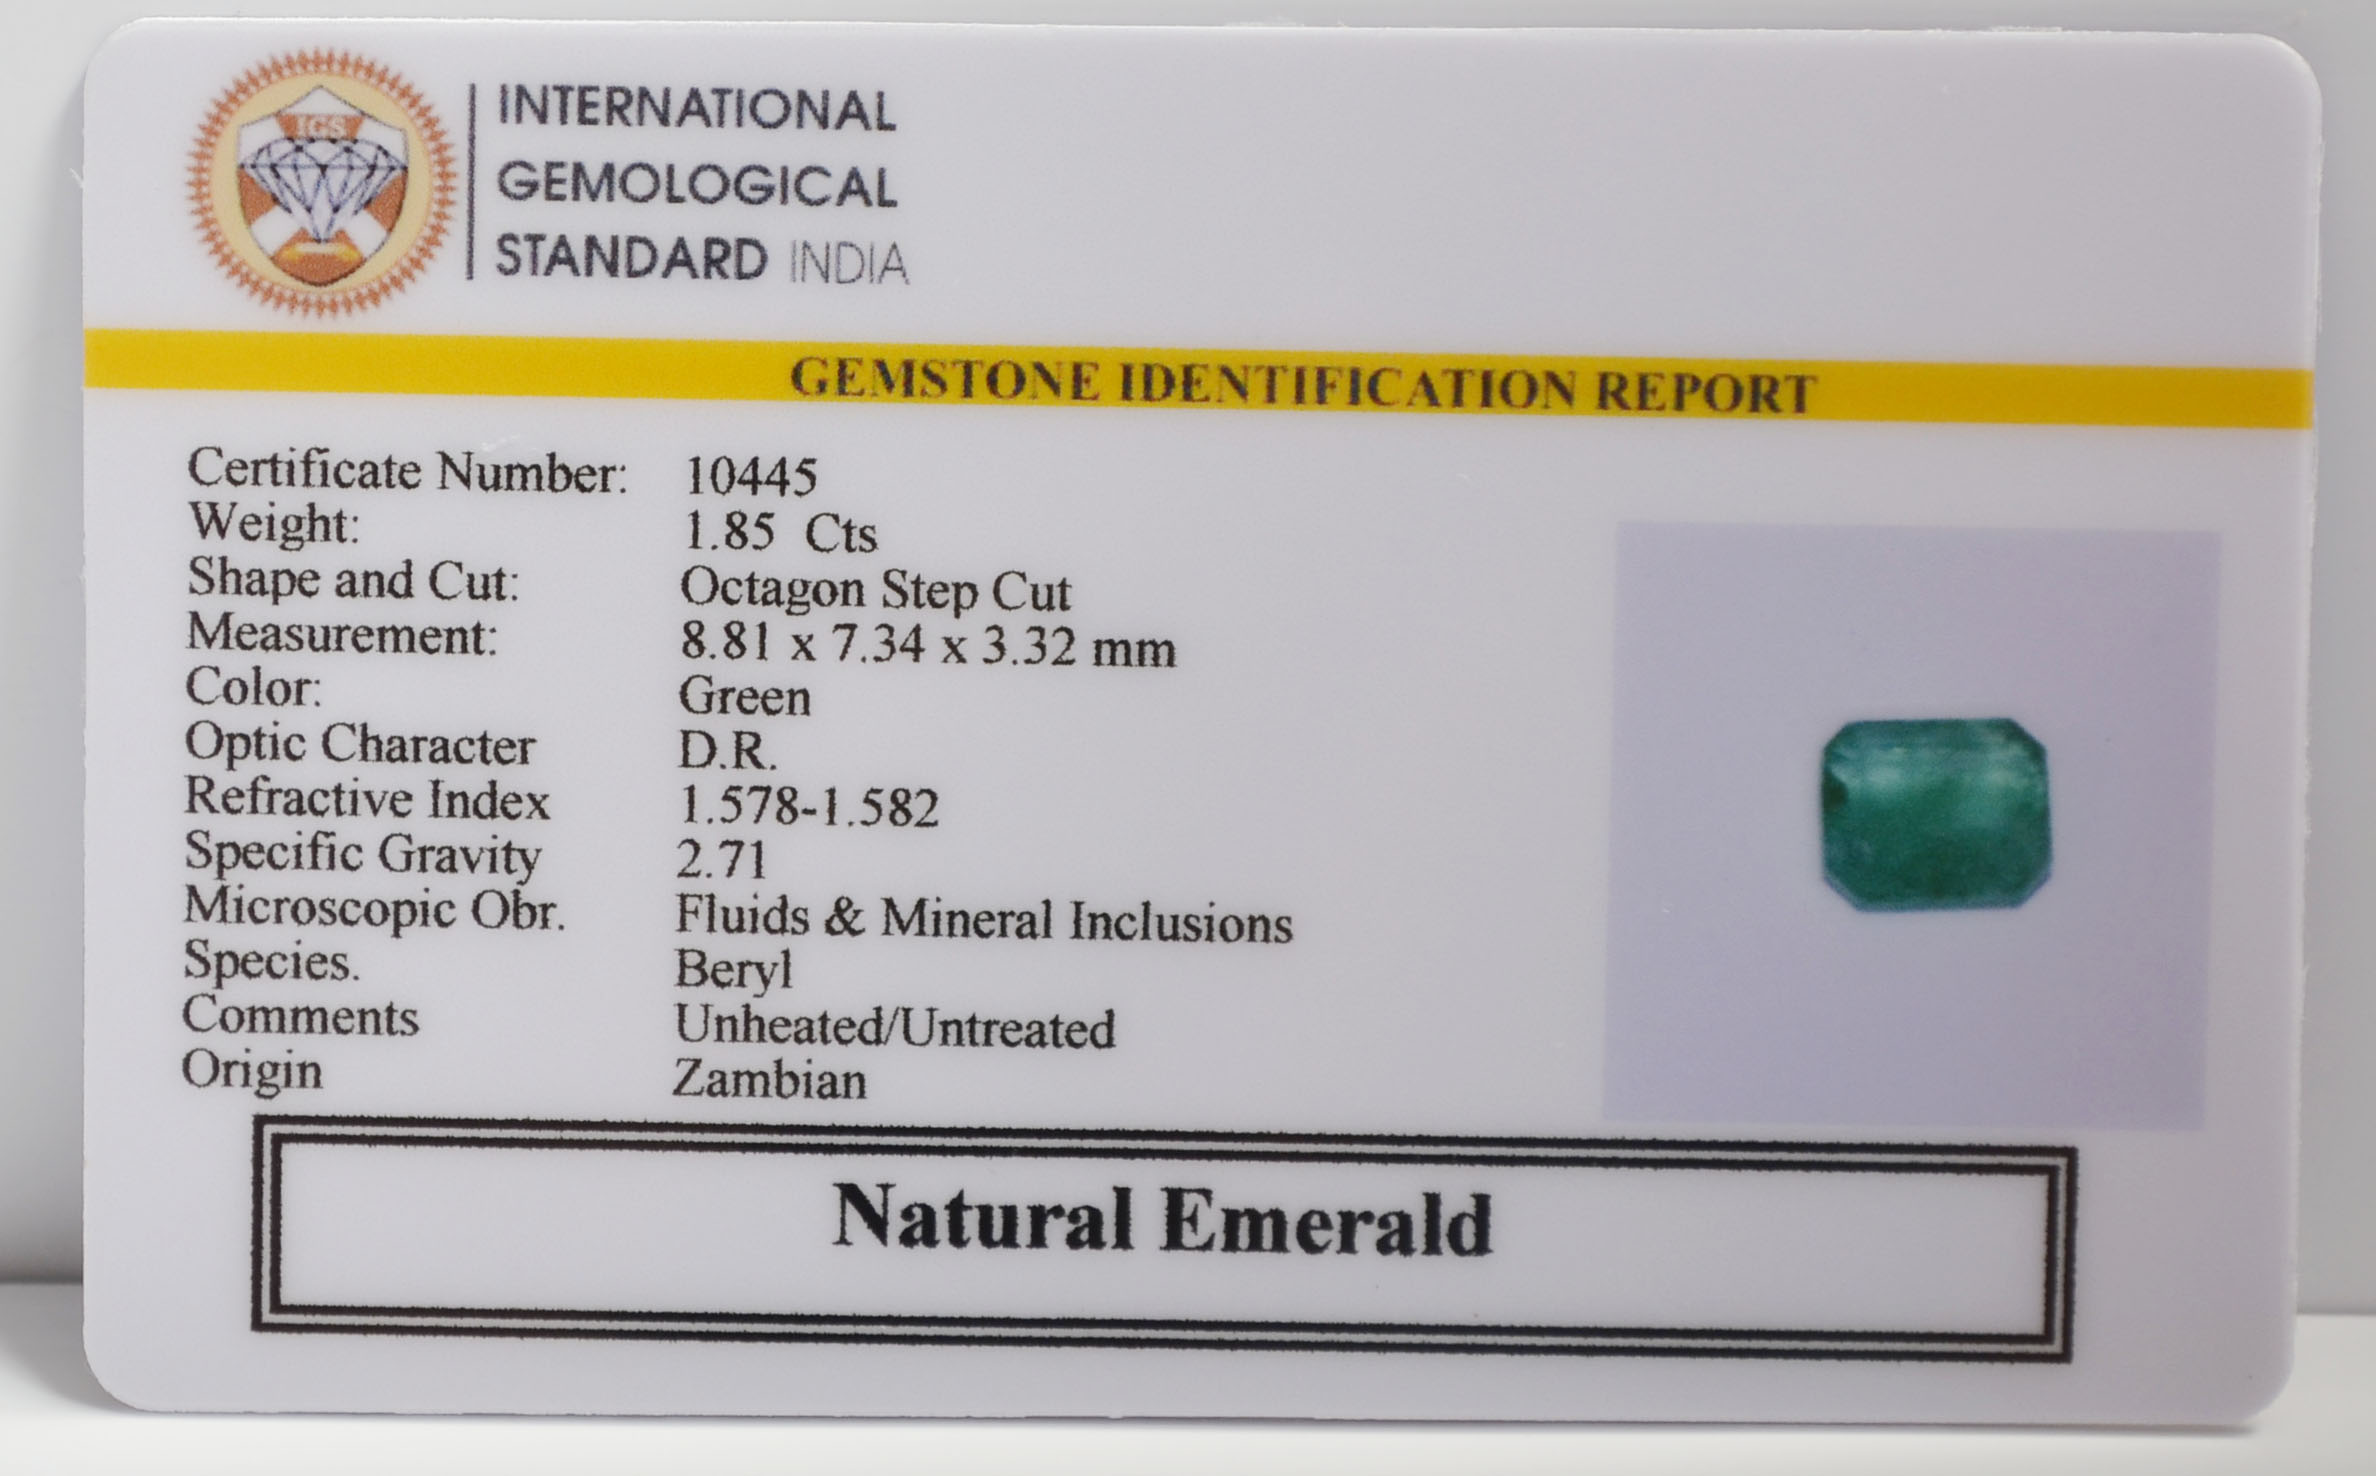 IGS
INTERNATIONAL
GEMOLOGICAL
STANDARD INDIA
GEMSTONE IDENTIFICATION REPORT
Certificate Number: 10445
Weight: 1.85 Cts
Shape and Cut: Octagon Step Cut
Measurement: 8.81 x 7.34 x 3.32 mm
Color: Green
Optic Character D.R.
Refractive Index 1.578-1.582
Specific Gravity 2.71
Microscopic Obr. Fluids & Mineral Inclusions
Species. Beryl
Comments Unheated/Untreated
Origin Zambian
Natural Emerald